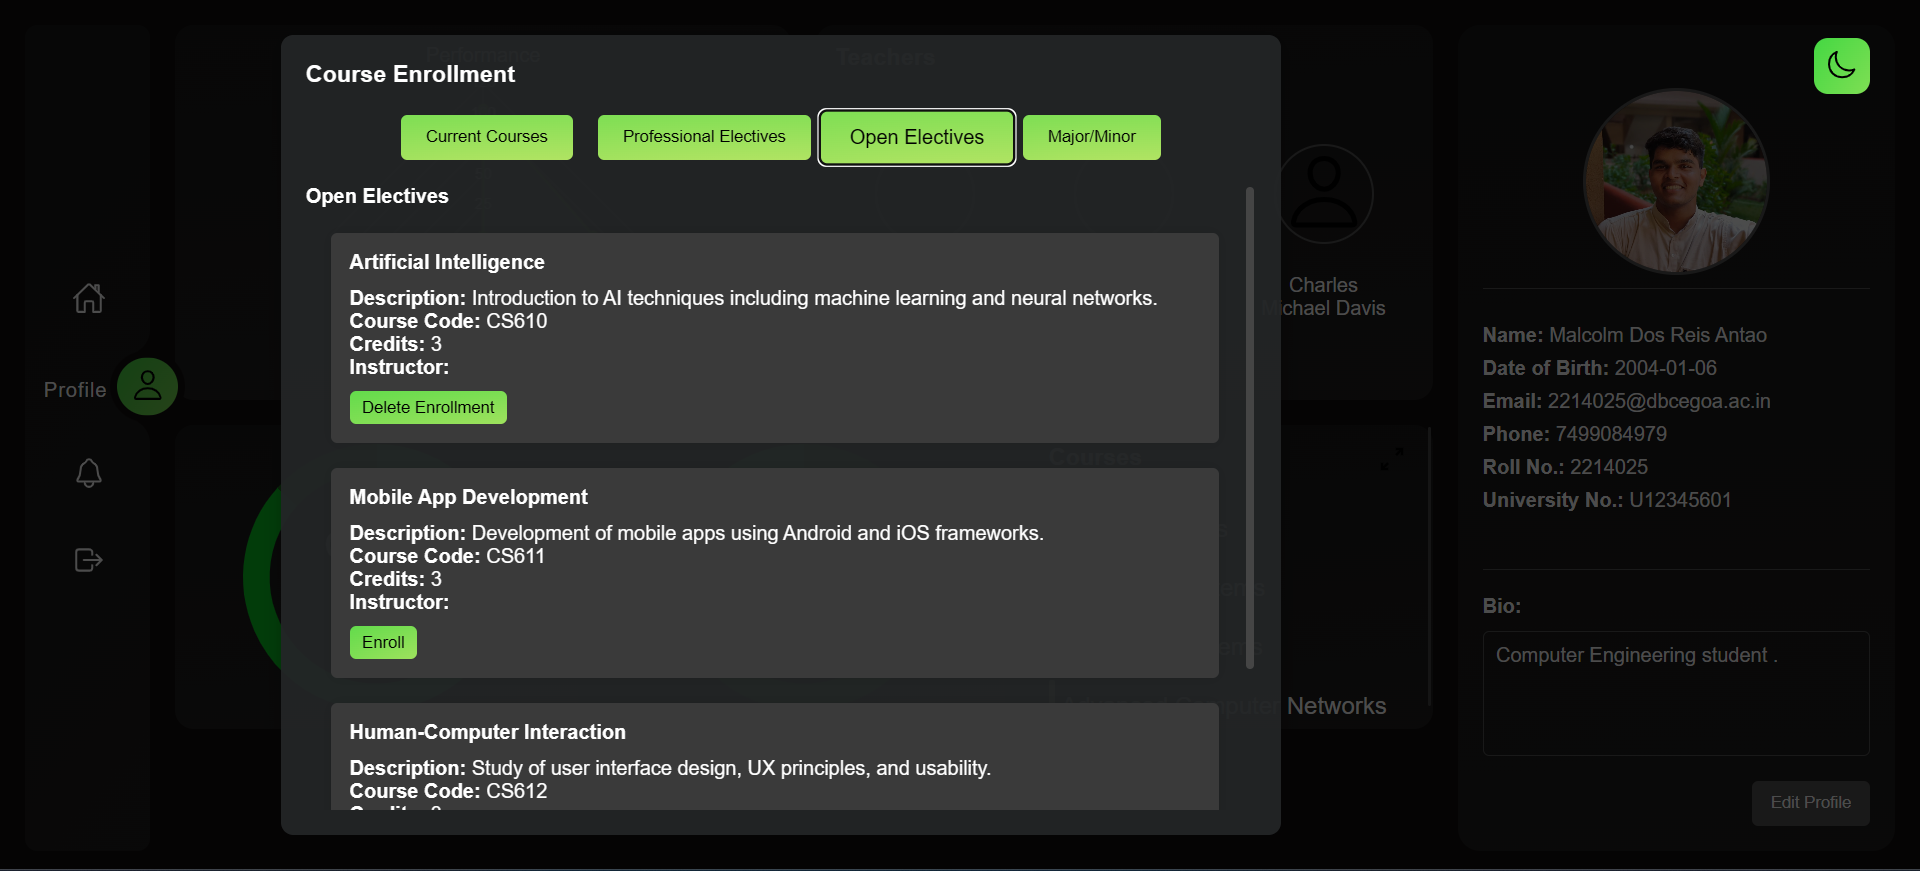 Performance
Teachers
Course Enrollment
Current Courses
Professional Electives
Open Electives
Major/Minor
Open Electives
Artificial Intelligence
Description: Introduction to AI techniques including machine learning and neural networks.
Course Code: CS610
Credits: 3
Instructor:
Delete Enrollment
Mobile App Development
Description: Development of mobile apps using Android and iOS frameworks.
Course Code: CS611
Credits: 3
Instructor:
Enroll
Human-Computer Interaction
Description: Study of user interface design, UX principles, and usability.
Course Code: CS612
Profile
Charles
Michael Davis
Courses
Computer Networks
Name: Malcolm Dos Reis Antao
Date of Birth: 2004-01-06
Email: 2214025@dbcegoa.ac.in
Phone: 7499084979
Roll No.: 2214025
University No.: U12345601
Bio:
Computer Engineering student .
Edit Profile